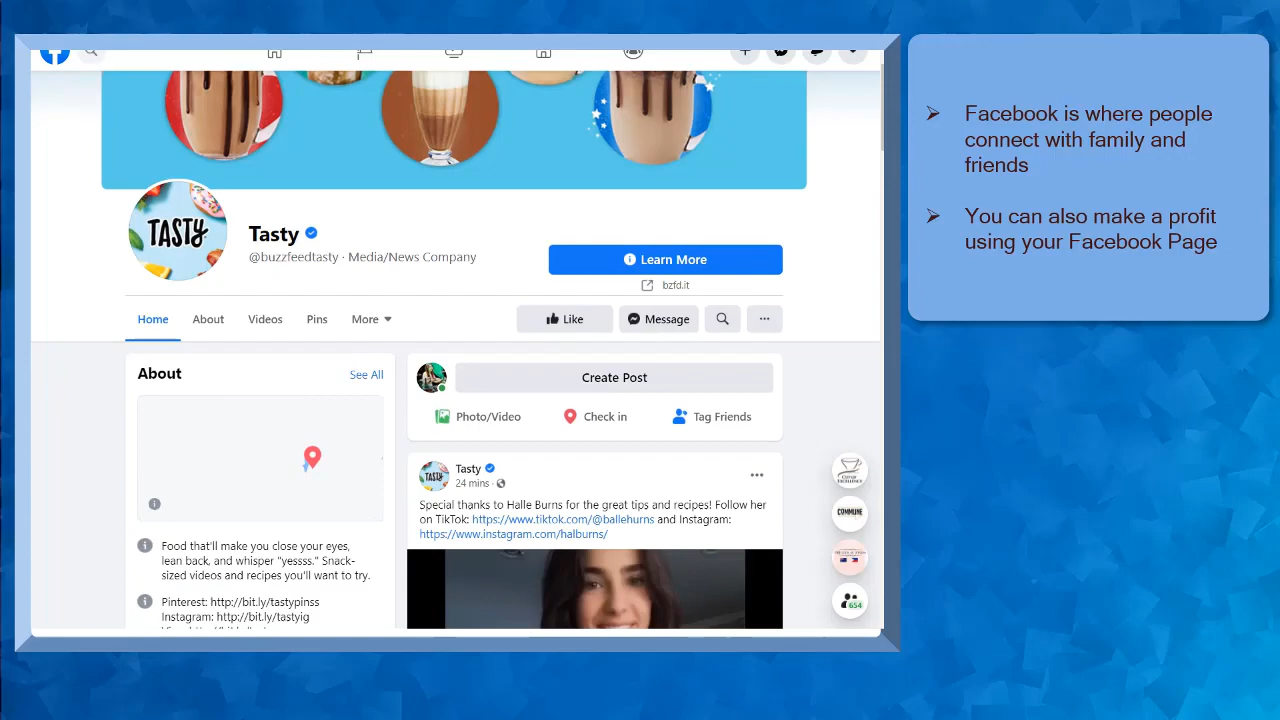 TASTY
Tasty
@buzzfeedtasty · Media/News Company
Learn More
bzfd.it
Home
About
Videos
Pins
More
Like
Message
About
See All
Food that'll make you close your eyes,
lean back, and whisper "yessss." Snack-
sized videos and recipes you'll want to try.
Pinterest: http://bit.ly/tastypinss
Instagram: http://bit.ly/tastyig
Create Post
Photo/Video
Check in
Tag Friends
TASTY
Tasty
24 mins ·
Special thanks to Halle Burns for the great tips and recipes! Follow her
on TikTok: https://www.tiktok.com/@ballehurns and Instagram:
https://www.instagram.com/halburns/
COMMUNE
654
Facebook is where people
connect with family and
friends
You can also make a profit
using your Facebook Page